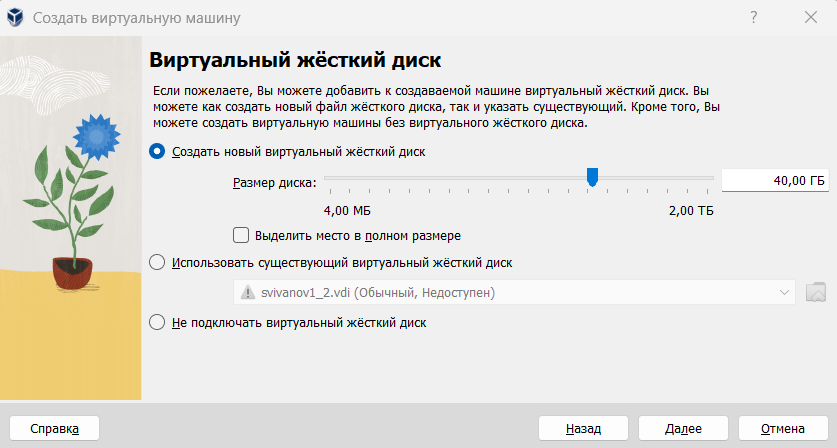 Создать виртуальную машину
Виртуальный жёсткий диск
Если пожелаете, Вы можете добавить к создаваемой машине виртуальный жёсткий диск. Вы
можете как создать новый файл жёсткого диска, так и указать существующий. Кроме того, Вы
можете создать виртуальную машины без виртуального жёсткого диска.
Создать новый виртуальный жёсткий диск
Размер диска:
40,00 ГБ
4,00 МБ
2,00 ТБ
Выделить место в полном размере
Использовать существующий виртуальный жёсткий диск
svivanov1_2.vdi (Обычный, Недоступен)
Не подключать виртуальный жёсткий диск
Справка
Назад
Далее
Отмена